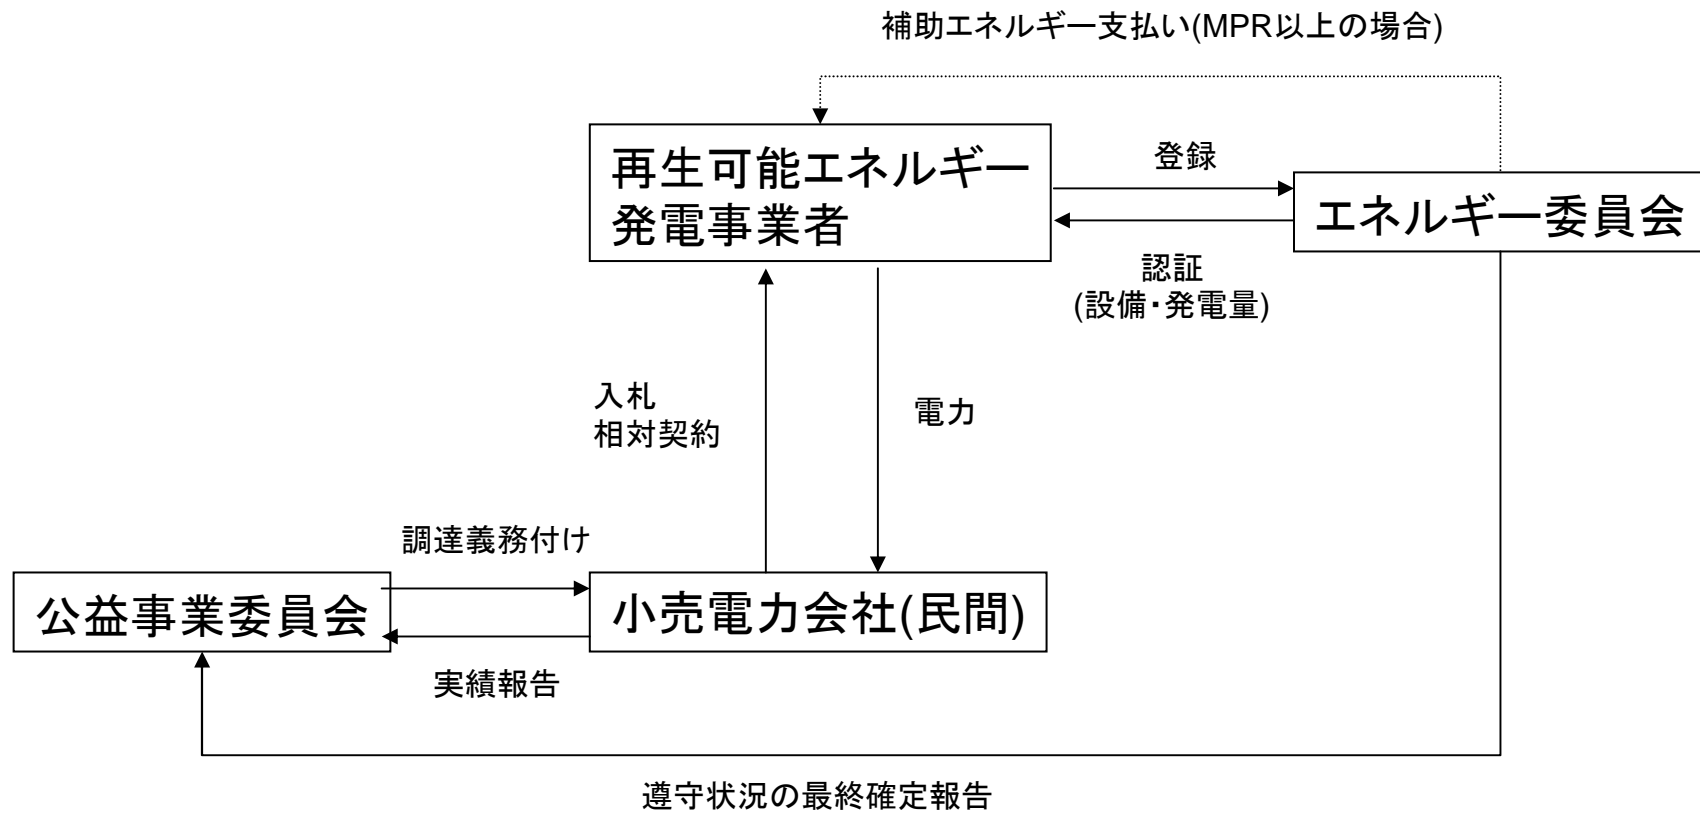 補助エネルギー支払い(MPR以上の場合)
再生可能エネルギー
発電事業者
登録
エネルギー委員会
認証
(設備・発電量)
入札
相対契約
電力
調達義務付け
公益事業委員会
小売電力会社(民間)
実績報告
遵守状況の最終確定報告